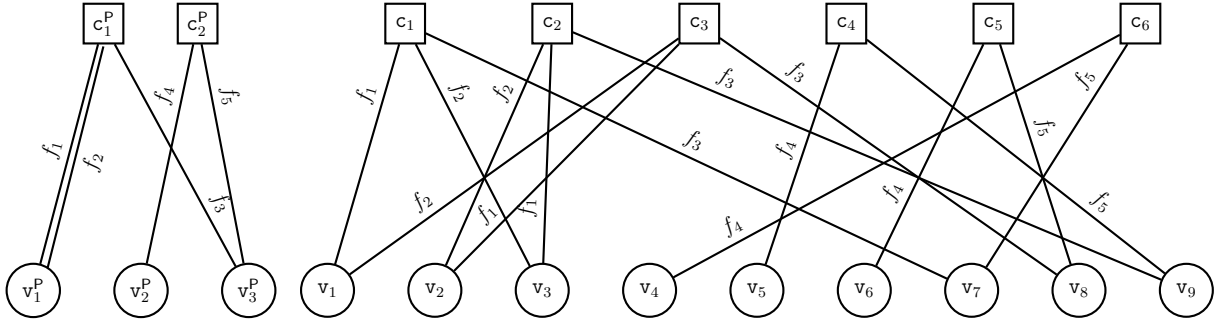 c₁ᴾ c₂ᴾ c₁ c₂ c₃ c₄ c₅ c₆
f₁ f₂ f₄ f₅ f₃
f₁ f₂ f₂ f₃ f₃ f₅
f₃ f₄ f₅
f₂ f₁ f₁ f₄ f₄ f₅
v₁ᴾ v₂ᴾ v₃ᴾ v₁ v₂ v₃ v₄ v₅ v₆ v₇ v₈ v₉